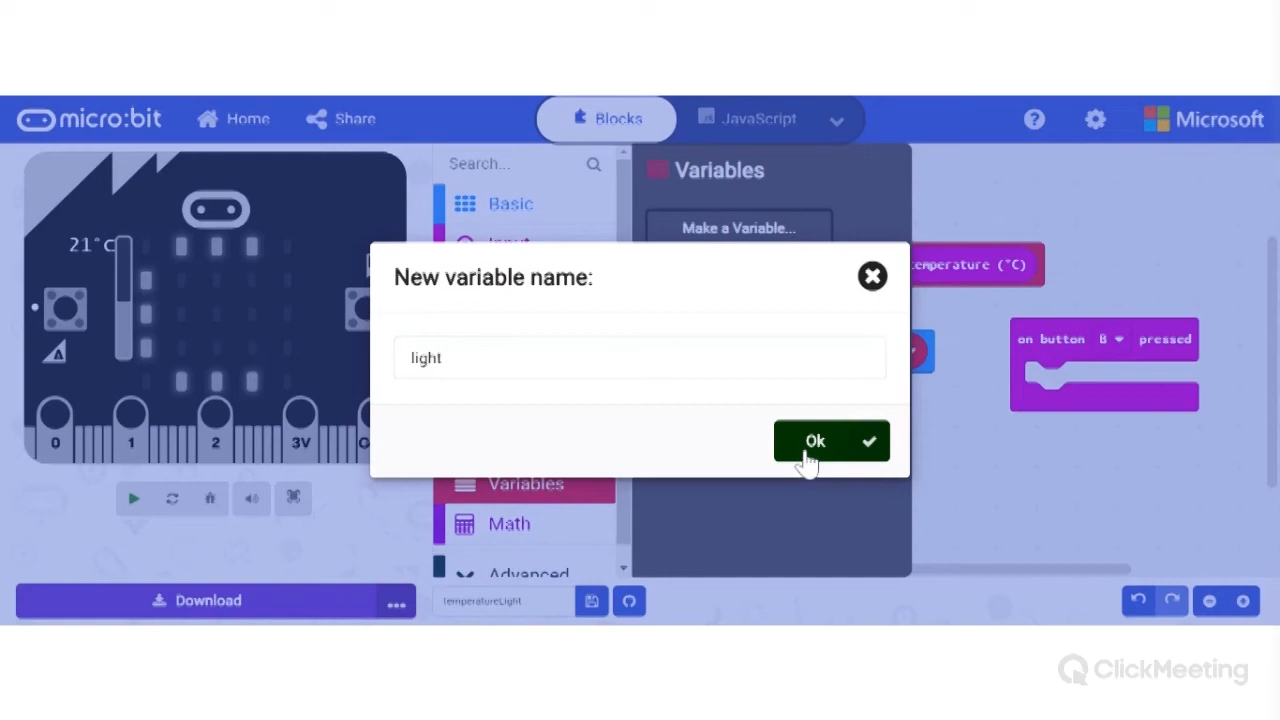 micro:bit
Home
Share
Blocks
JavaScript
Microsoft
Search...
Basic
Input
Variables
Make a Variable...
21°C
A
0
1
2
3V
temperature (°C)
on button B pressed
New variable name:
light
Ok
Variables
Math
Advanced
Download
...
temperatureLight
ClickMeeting